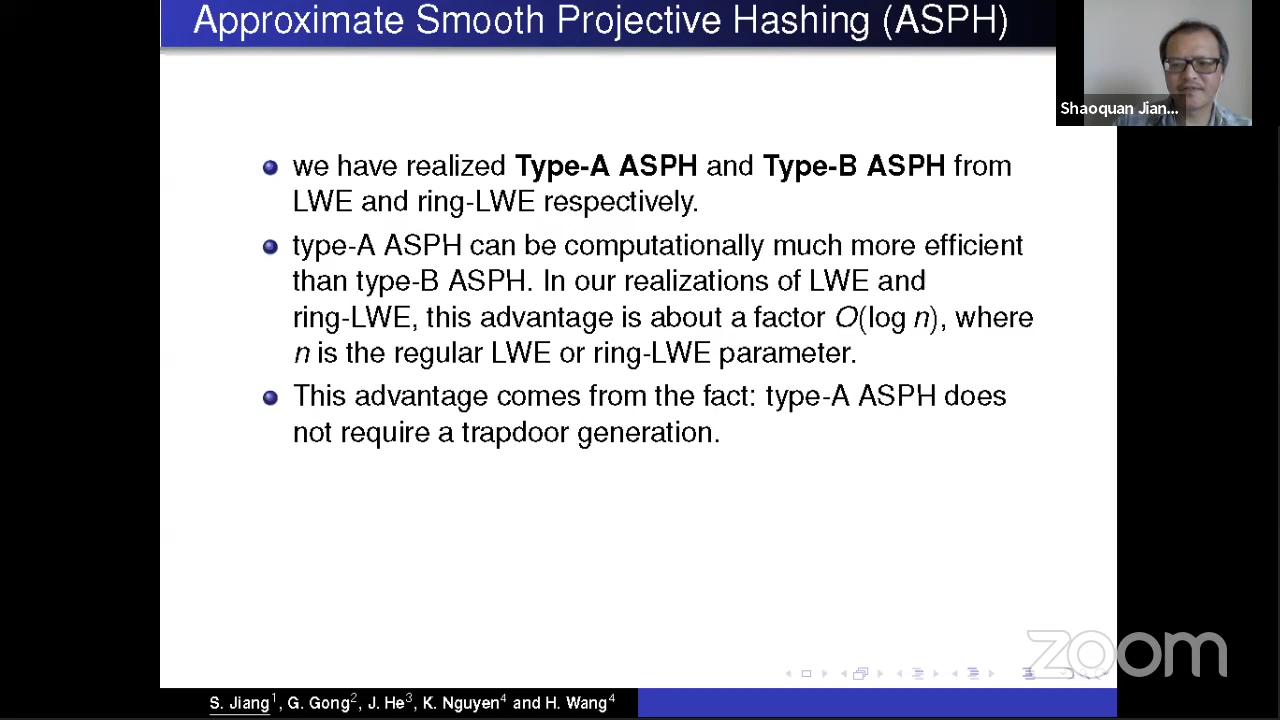 Approximate Smooth Projective Hashing (ASPH)
Shaoquan Jian...
we have realized Type-A ASPH and Type-B ASPH from
LWE and ring-LWE respectively.
type-A ASPH can be computationally much more efficient
than type-B ASPH. In our realizations of LWE and
ring-LWE, this advantage is about a factor O(log n), where
n is the regular LWE or ring-LWE parameter.
This advantage comes from the fact: type-A ASPH does
not require a trapdoor generation.
zoom
S. Jiang¹, G. Gong², J. He³, K. Nguyen⁴ and H. Wang⁴